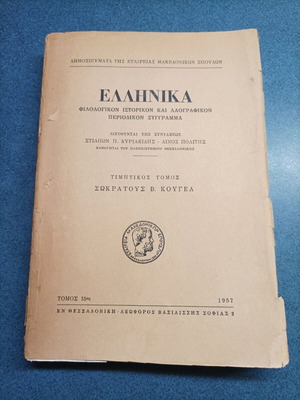 ΔΗΜΟΣΙΕΥΜΑΤΑ ΤΗΣ ΕΤΑΙΡΕΙΑΣ ΜΑΚΕΔΟΝΙΚΩΝ ΣΠΟΥΔΩΝ
ΕΛΛΗΝΙΚΑ
ΦΙΛΟΛΟΓΙΚΟΝ ΙΣΤΟΡΙΚΟΝ ΚΑΙ ΛΑΟΓΡΑΦΙΚΟΝ
ΠΕΡΙΟΔΙΚΟΝ ΣΥΓΓΡΑΜΜΑ
ΔΙΕΥΘΥΝΤΑΙ ΤΗΣ ΣΥΝΤΑΞΕΩΣ
ΣΤΙΛΠΩΝ Π. ΚΥΡΙΑΚΙΔΗΣ - ΛΙΝΟΣ ΠΟΛΙΤΗΣ
ΚΑΘΗΓΗΤΑΙ ΤΟΥ ΠΑΝΕΠΙΣΤΗΜΙΟΥ ΘΕΣΣΑΛΟΝΙΚΗΣ
ΤΙΜΗΤΙΚΟΣ ΤΟΜΟΣ
ΣΩΚΡΑΤΟΥΣ Β. ΚΟΥΓΕΑ
ΤΟΜΟΣ 15ος
1957
ΕΝ ΘΕΣΣΑΛΟΝΙΚΗ · ΛΕΩΦΟΡΟΣ ΒΑΣΙΛΙΣΣΗΣ ΣΟΦΙΑΣ 2